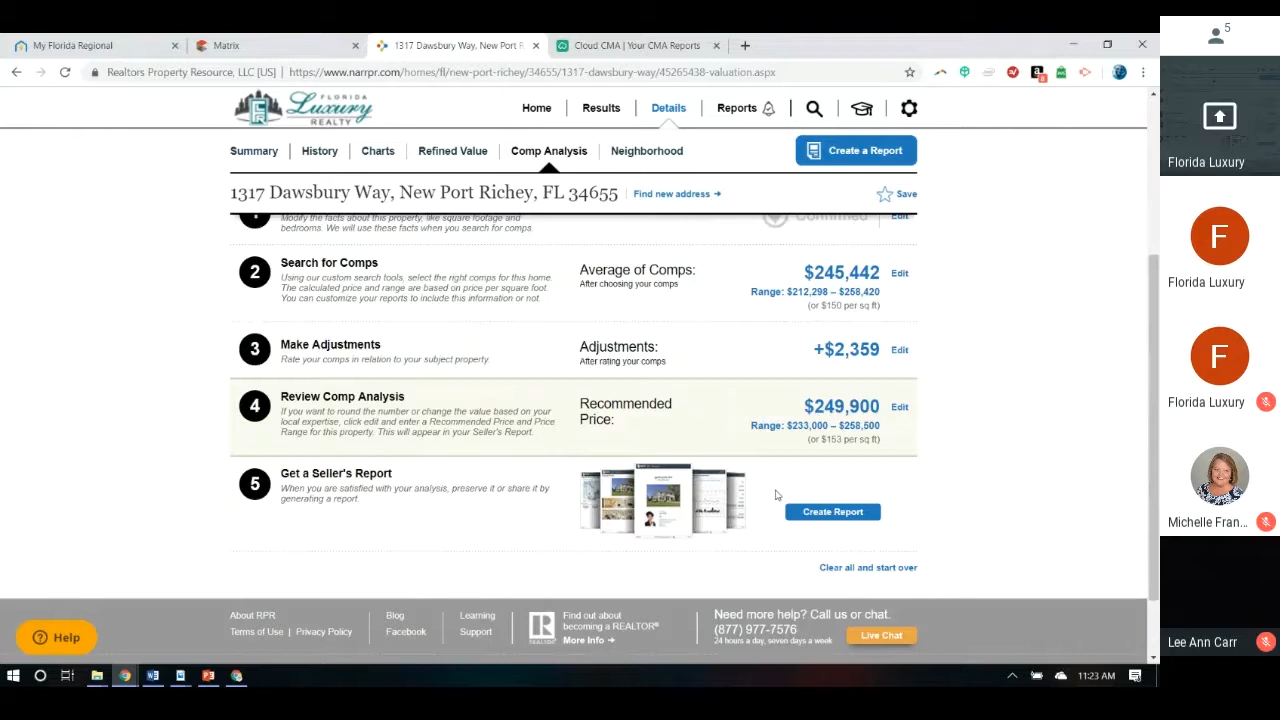 My Florida Regional
Matrix
1317 Dawsbury Way, New Port R
Cloud CMA | Your CMA Reports
5
Realtors Property Resource, LLC [US] | https://www.narrpr.com/homes/fl/new-port-richey/34655/1317-dawsbury-way/45265438-valuation.aspx
FLORIDA
Luxury
REALTY
Home
Results
Details
Reports
Summary
History
Charts
Refined Value
Comp Analysis
Neighborhood
Create a Report
1317 Dawsbury Way, New Port Richey, FL 34655
Find new address
Save
Modify the facts about this property, like square footage and
bedrooms. We will use these facts when you search for comps.
Confirmed
Edit
2
Search for Comps
Using our custom search tools, select the right comps for this home.
The calculated price and range are based on price per square foot.
You can customize your reports to include this information or not.
Average of Comps:
After choosing your comps
$245,442 Edit
Range: $212,298 – $258,420
(or $150 per sq ft)
3
Make Adjustments
Rate your comps in relation to your subject property.
Adjustments:
After rating your comps
+$2,359 Edit
4
Review Comp Analysis
If you want to round the number or change the value based on your
local expertise, click edit and enter a Recommended Price and Price
Range for this property. This will appear in your Seller's Report.
Recommended
Price:
$249,900 Edit
Range: $233,000 – $258,500
(or $153 per sq ft)
5
Get a Seller's Report
When you are satisfied with your analysis, preserve it or share it by
generating a report.
Create Report
Clear all and start over
About RPR
Terms of Use | Privacy Policy
Blog
Facebook
Learning
Support
R
REALTOR
Find out about
becoming a REALTOR®
More Info
Need more help? Call us or chat.
(877) 977-7576
24 hours a day, seven days a week
Live Chat
Help
11:23 AM
Florida Luxury
F
Florida Luxury
F
Florida Luxury
Michelle Fran...
Lee Ann Carr